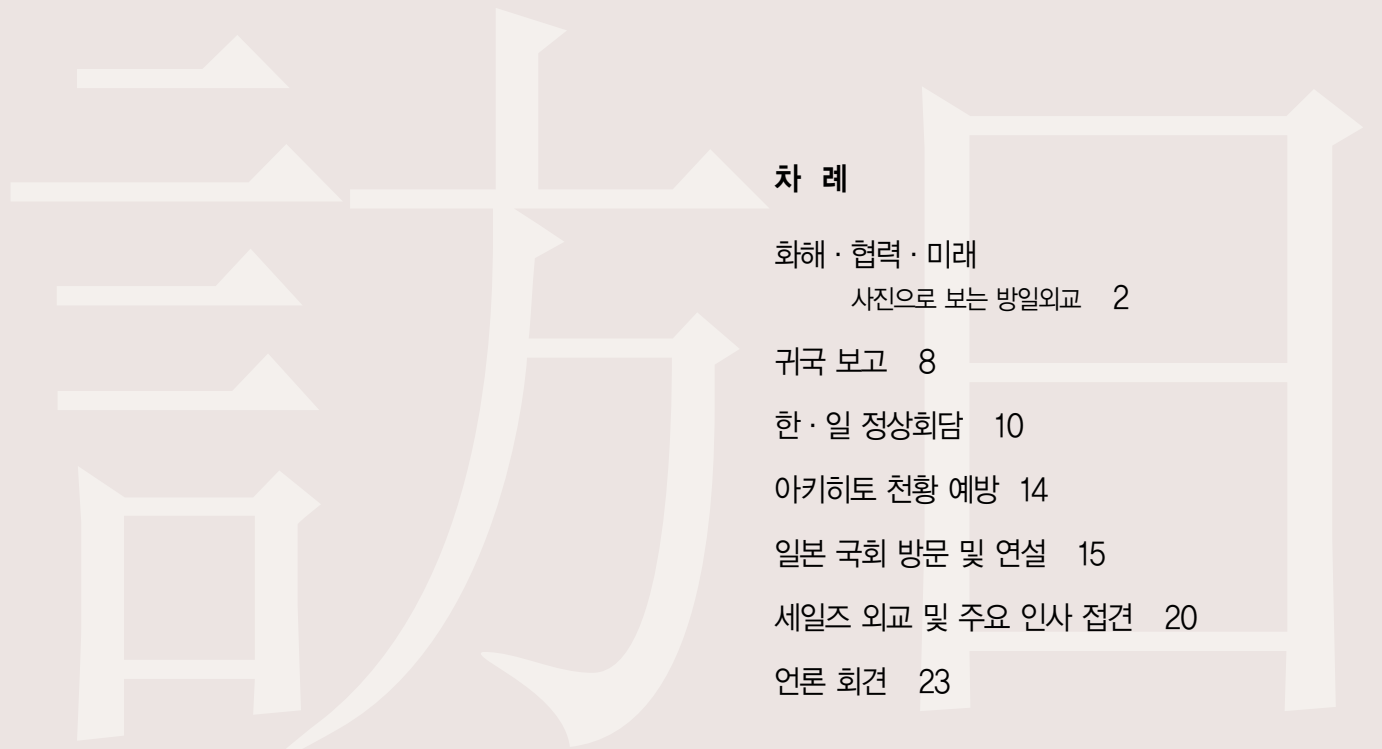 訪日
차 례
화해 · 협력 · 미래
사진으로 보는 방일외교 2
귀국 보고 8
한 · 일 정상회담 10
아키히토 천황 예방 14
일본 국회 방문 및 연설 15
세일즈 외교 및 주요 인사 접견 20
언론 회견 23